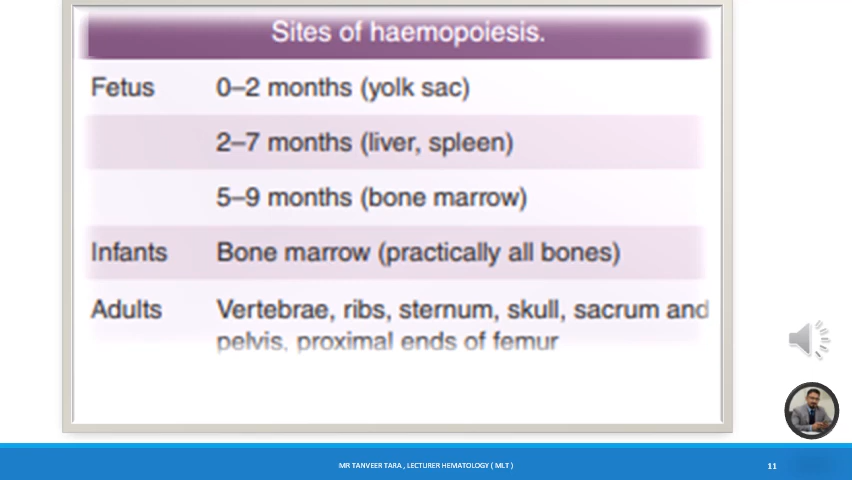 Sites of haemopoiesis.
Fetus 0–2 months (yolk sac)
2–7 months (liver, spleen)
5–9 months (bone marrow)
Infants Bone marrow (practically all bones)
Adults Vertebrae, ribs, sternum, skull, sacrum and
pelvis, proximal ends of femur
MR TANVEER TARA , LECTURER HEMATOLOGY ( MLT )
11